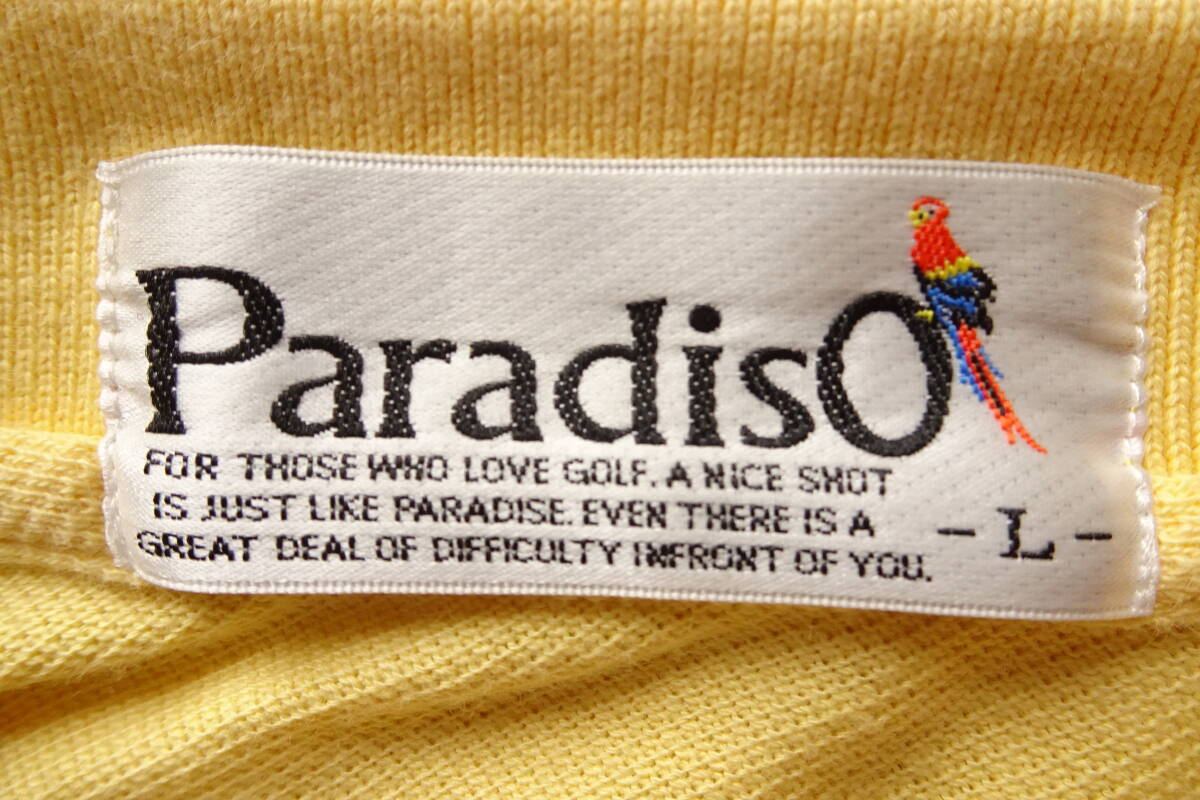 ParadisO
FOR THOSE WHO LOVE GOLF. A NICE SHOT
IS JUST LIKE PARADISE. EVEN THERE IS A
GREAT DEAL OF DIFFICULTY INFRONT OF YOU.
- L -